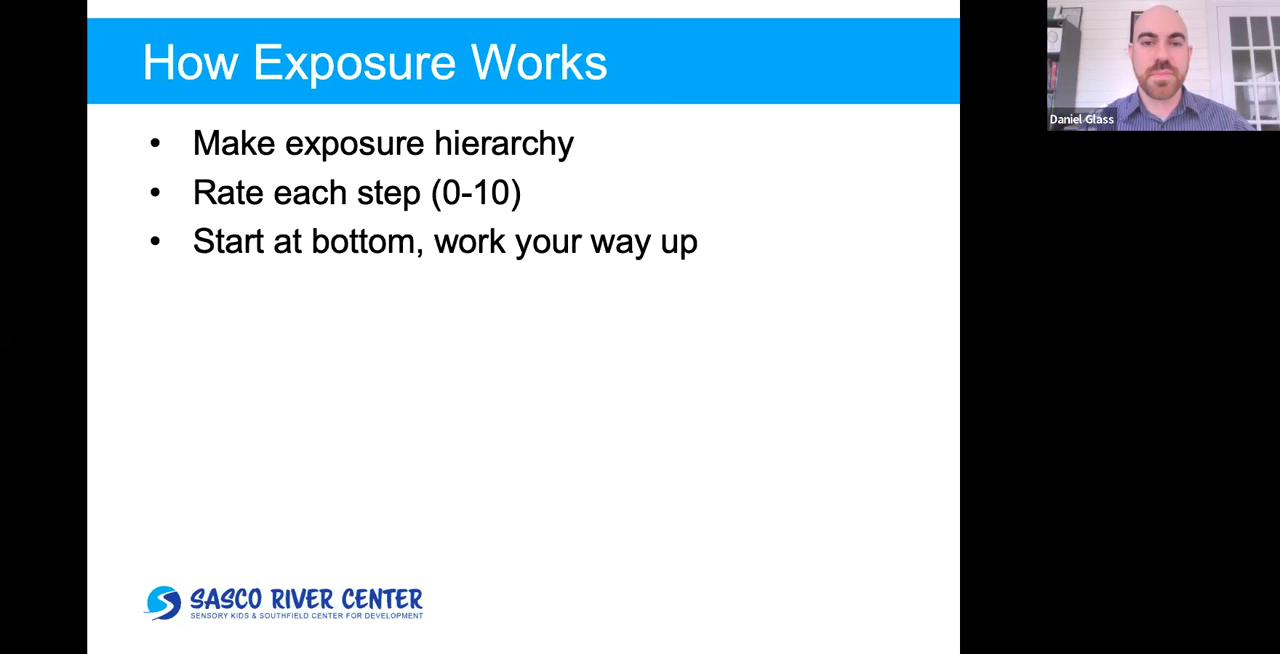 How Exposure Works
• Make exposure hierarchy
• Rate each step (0-10)
• Start at bottom, work your way up
SASCO RIVER CENTER
SENSORY KIDS & SOUTHFIELD CENTER FOR DEVELOPMENT
Daniel Glass